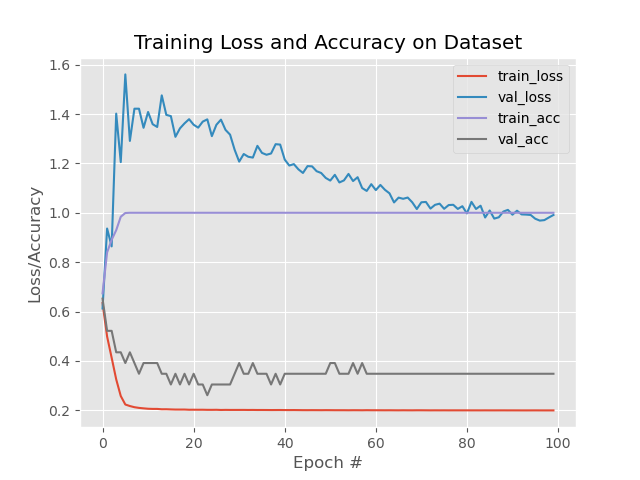 Training Loss and Accuracy on Dataset
train_loss
val_loss
train_acc
val_acc
Loss/Accuracy
1.6
1.4
1.2
1.0
0.8
0.6
0.4
0.2
0 20 40 60 80 100
Epoch #